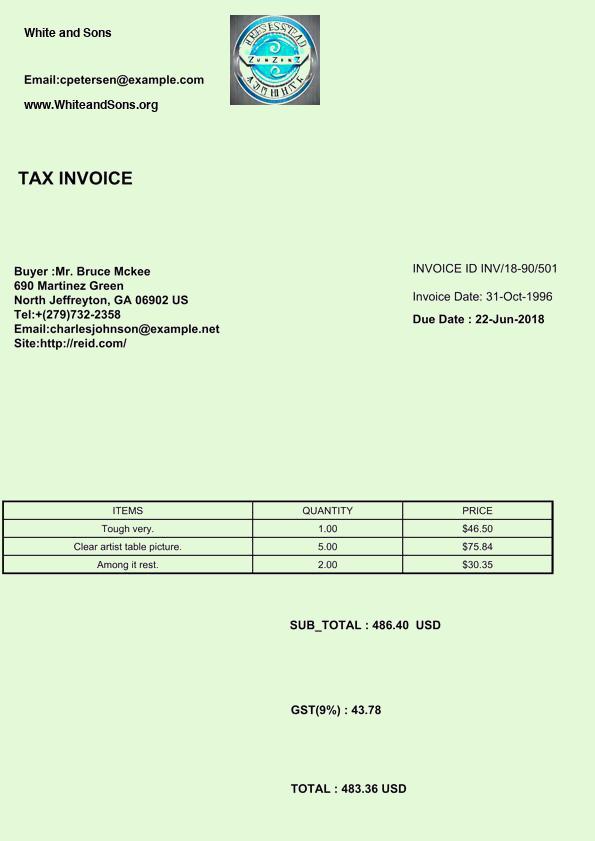 White and Sons
Email:cpetersen@example.com
www.WhiteandSons.org
ZunZenZ
TAX INVOICE
Buyer :Mr. Bruce Mckee
690 Martinez Green
North Jeffreyton, GA 06902 US
Tel:+(279)732-2358
Email:charlesjohnson@example.net
Site:http://reid.com/
INVOICE ID INV/18-90/501
Invoice Date: 31-Oct-1996
Due Date : 22-Jun-2018
ITEMS QUANTITY PRICE
Tough very. 1.00 $46.50
Clear artist table picture. 5.00 $75.84
Among it rest. 2.00 $30.35
SUB_TOTAL : 486.40 USD
GST(9%) : 43.78
TOTAL : 483.36 USD